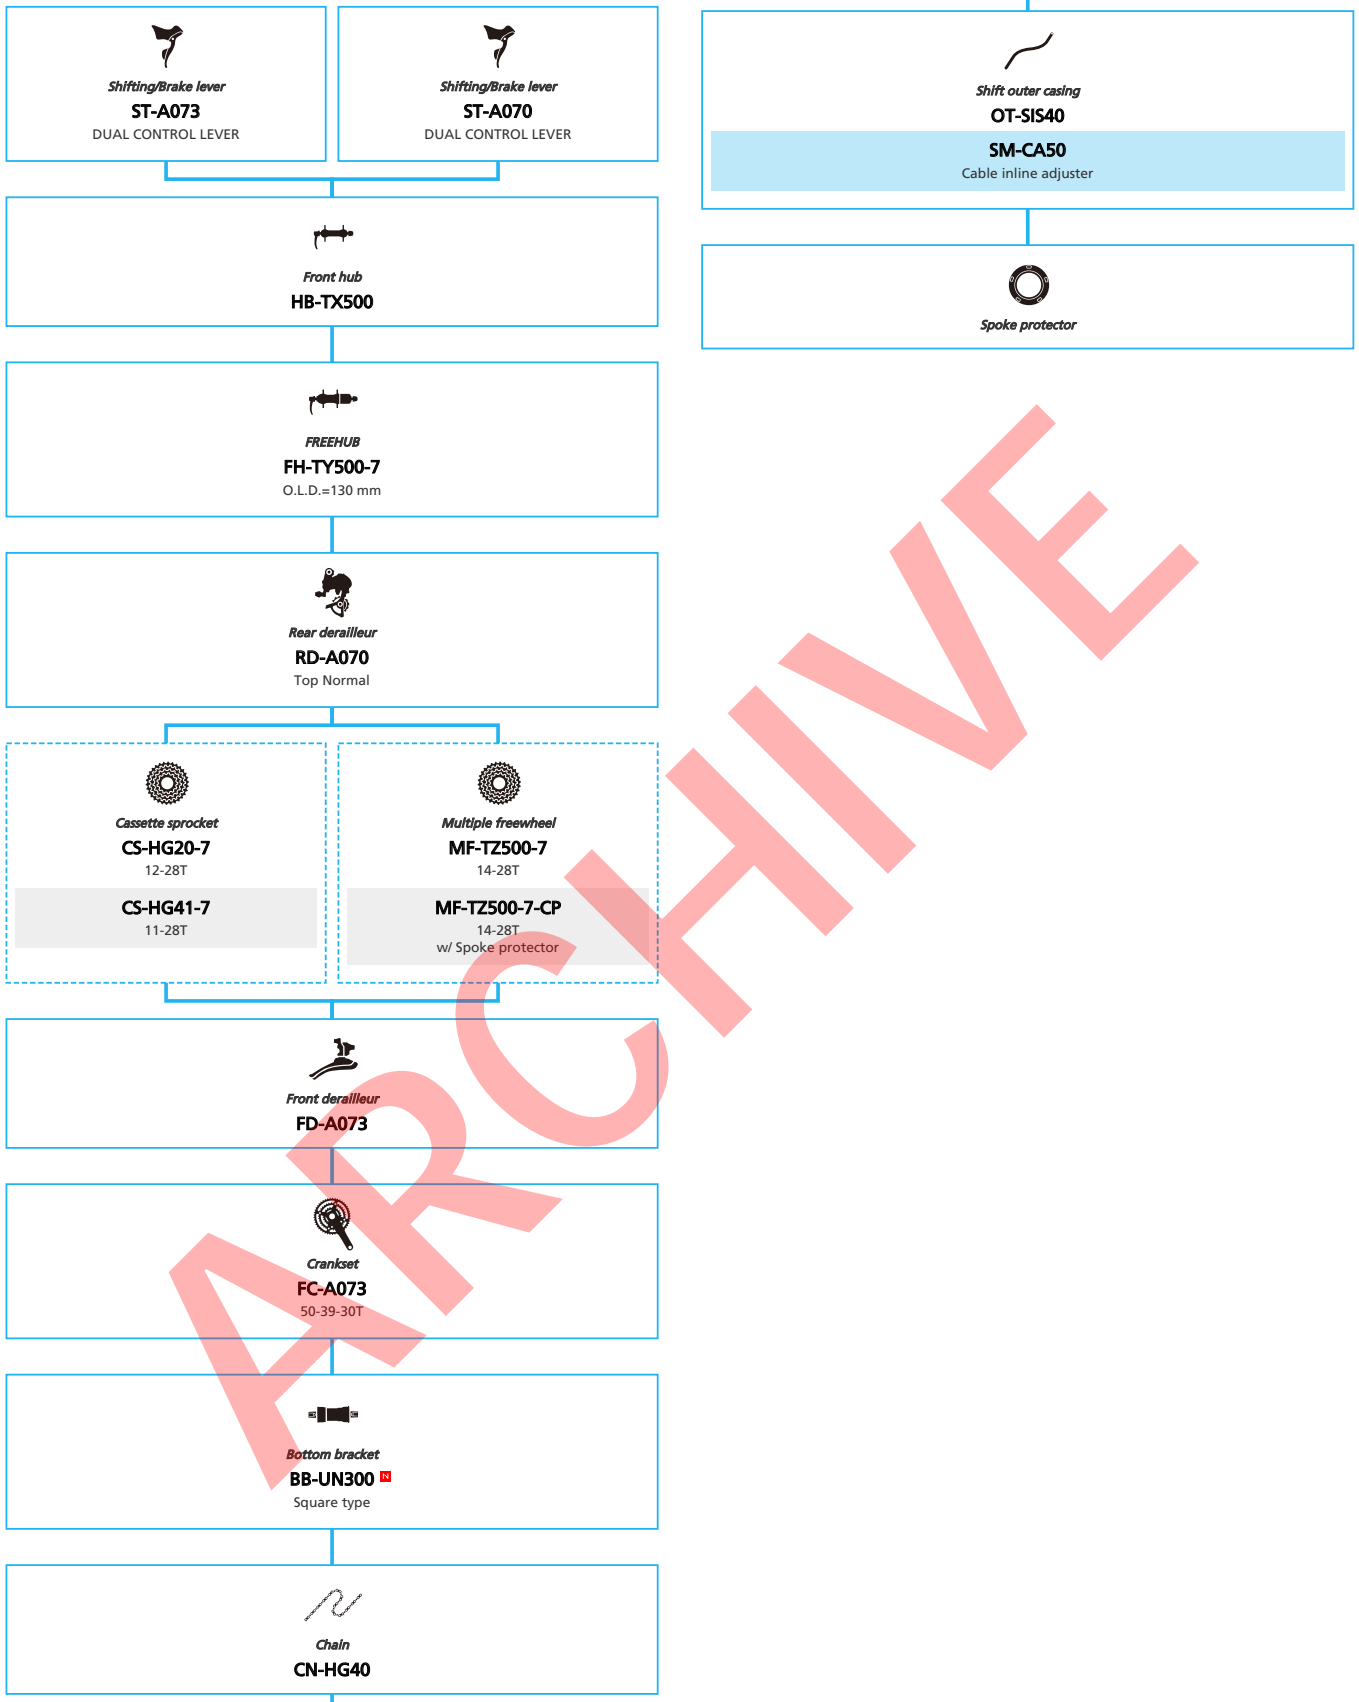 Shifting/Brake lever
ST-A073
DUAL CONTROL LEVER
Shifting/Brake lever
ST-A070
DUAL CONTROL LEVER
Front hub
HB-TX500
FREEHUB
FH-TY500-7
O.L.D.=130 mm
Rear derailleur
RD-A070
Top Normal
Cassette sprocket
CS-HG20-7
12-28T
CS-HG41-7
11-28T
Multiple freewheel
MF-TZ500-7
14-28T
MF-TZ500-7-CP
14-28T
w/ Spoke protector
Front derailleur
FD-A073
Crankset
FC-A073
50-39-30T
Bottom bracket
BB-UN300 N
Square type
Chain
CN-HG40
Shift outer casing
OT-SIS40
SM-CA50
Cable inline adjuster
Spoke protector
ARCHIVE